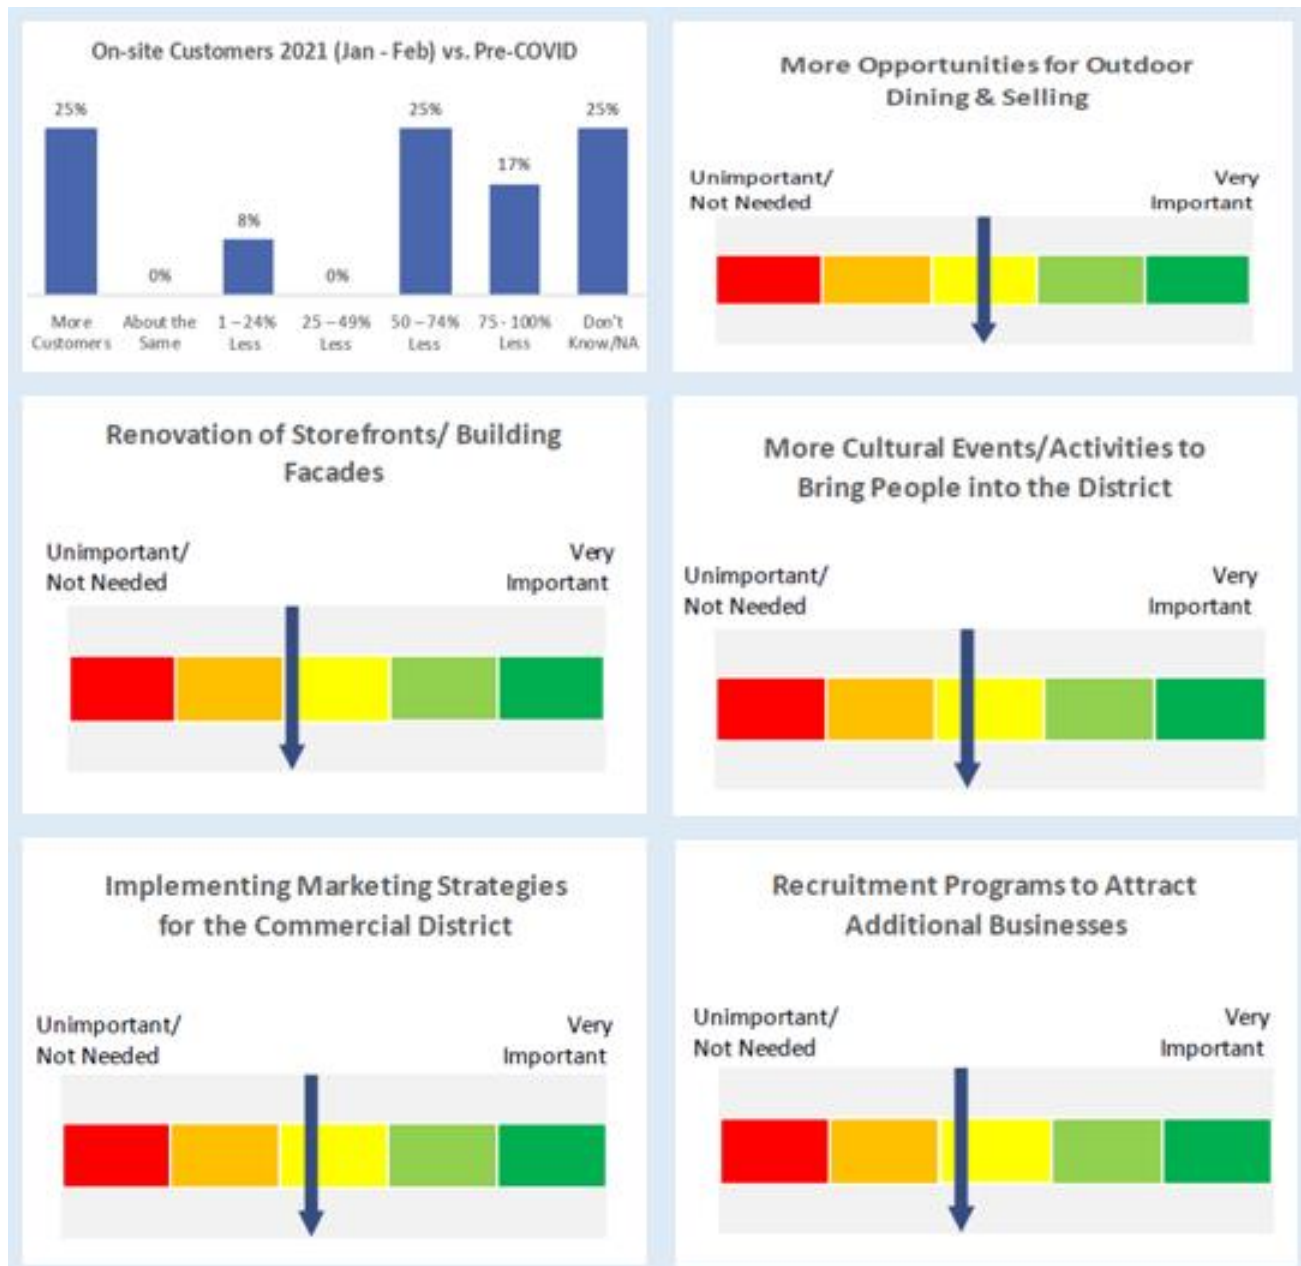 On-site Customers 2021 (Jan - Feb) vs. Pre-COVID
25%
0%
8%
0%
25%
17%
25%
More
Customers
About the
Same
1 – 24%
Less
25 – 49%
Less
50 – 74%
Less
75 - 100%
Less
Don't
Know/NA
More Opportunities for Outdoor
Dining & Selling
Unimportant/
Not Needed
Very
Important
Renovation of Storefronts/ Building
Facades
Unimportant/
Not Needed
Very
Important
More Cultural Events/Activities to
Bring People into the District
Unimportant/
Not Needed
Very
Important
Implementing Marketing Strategies
for the Commercial District
Unimportant/
Not Needed
Very
Important
Recruitment Programs to Attract
Additional Businesses
Unimportant/
Not Needed
Very
Important